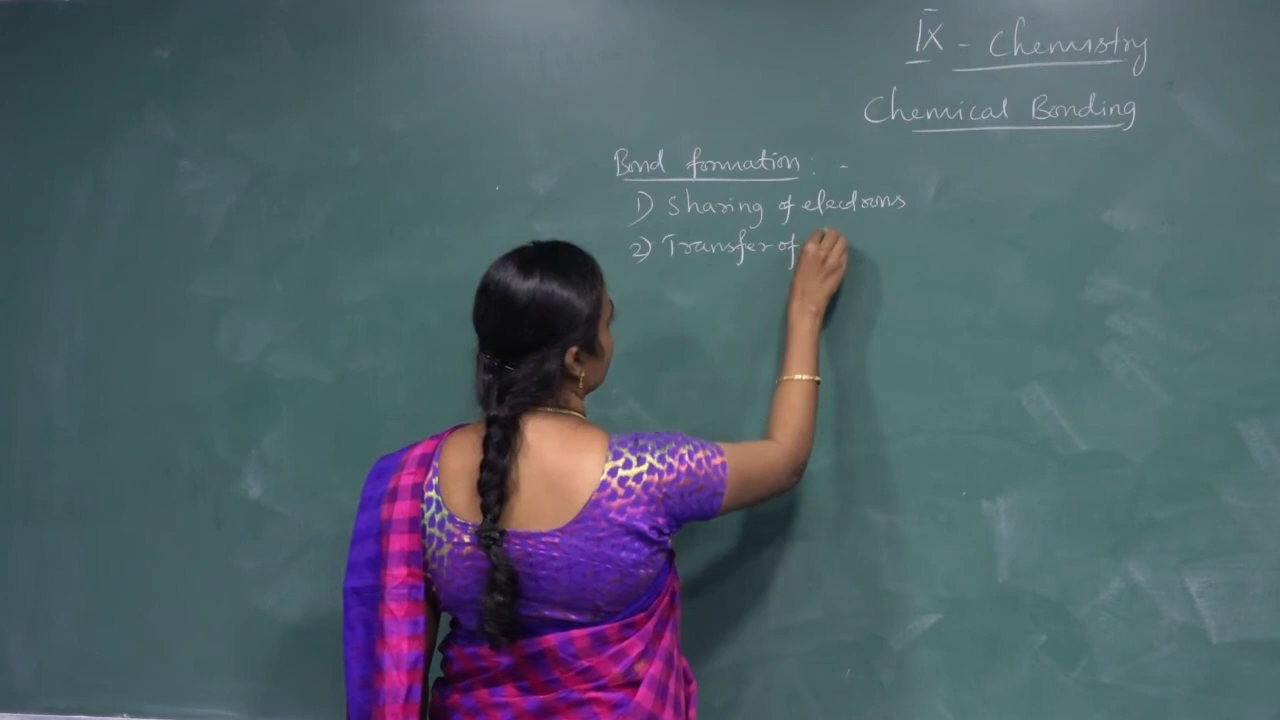 IX - Chemistry
Chemical Bonding
Bond formation : -
1) Sharing of electrons
2) Transfer of